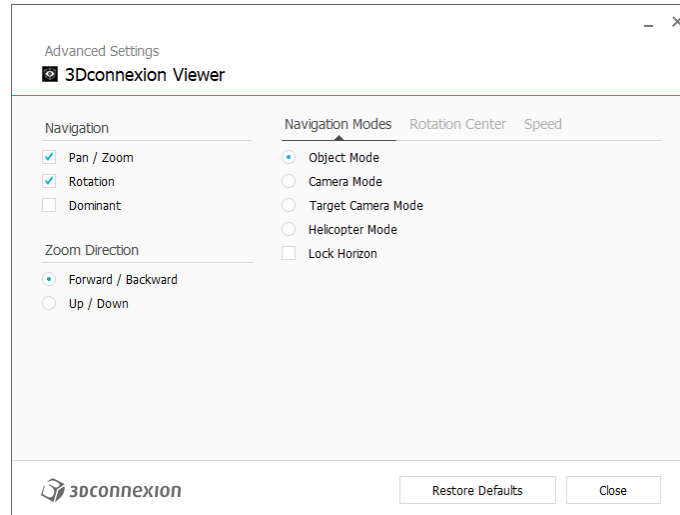 Advanced Settings
3Dconnexion Viewer
Navigation
Pan / Zoom
Rotation
Dominant
Zoom Direction
Forward / Backward
Up / Down
Navigation Modes Rotation Center Speed
Object Mode
Camera Mode
Target Camera Mode
Helicopter Mode
Lock Horizon
3Dconnexion
Restore Defaults Close